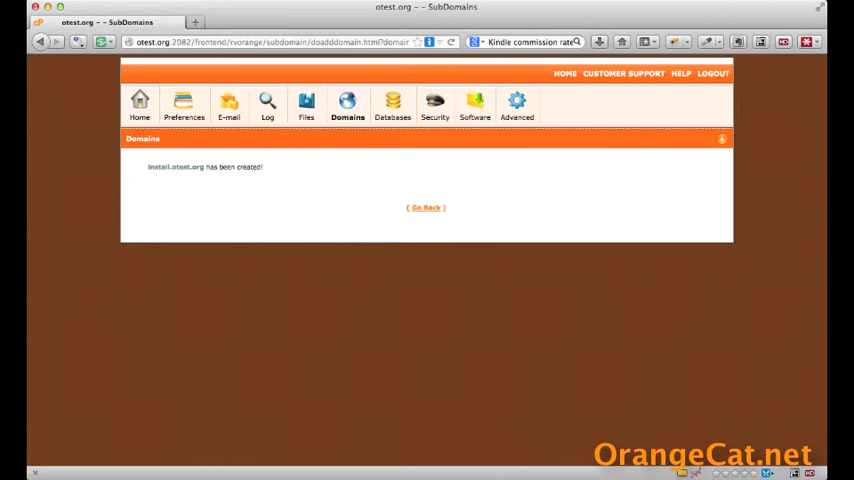 otest.org - - SubDomains
cP otest.org - - SubDomains
otest.org:2082/frontend/rvorange/subdomain/doadddomain.html?domair
Kindle commission rate
HOME CUSTOMER SUPPORT HELP LOGOUT
Home Preferences E-mail Log Files Domains Databases Security Software Advanced
Domains
install.otest.org has been created!
[ Go Back ]
OrangeCat.net